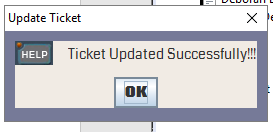 Update Ticket
HELP Ticket Updated Successfully!!!
OK